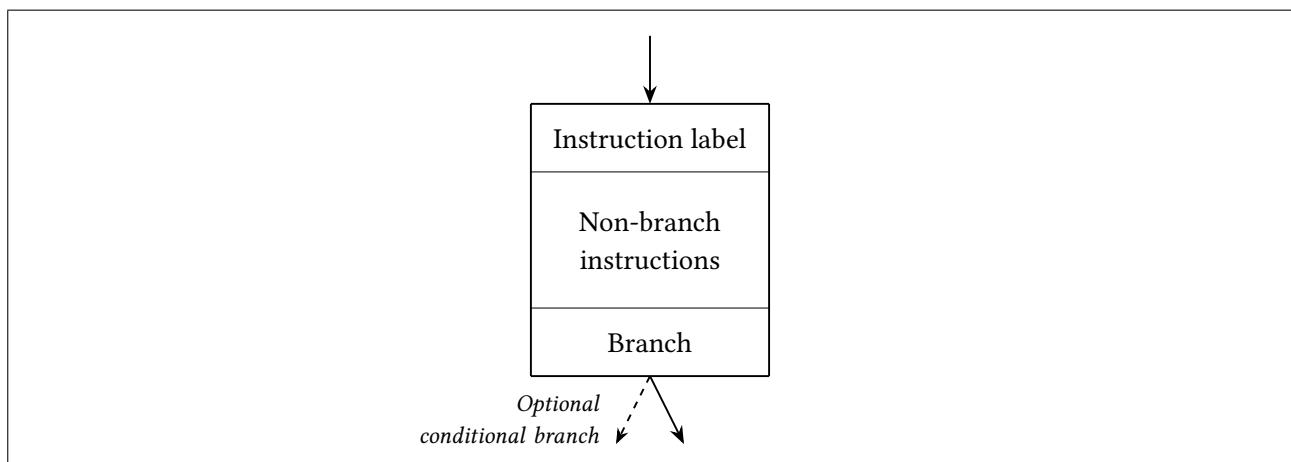 Instruction label
Non-branch
instructions
Branch
Optional
conditional branch